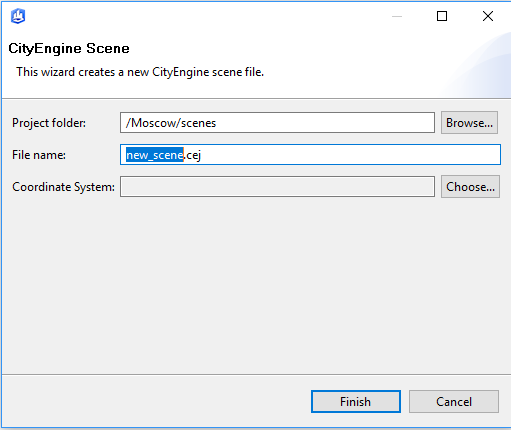 CityEngine Scene
This wizard creates a new CityEngine scene file.
Project folder: /Moscow/scenes Browse...
File name: new_scene.cej
Coordinate System: Choose...
Finish Cancel